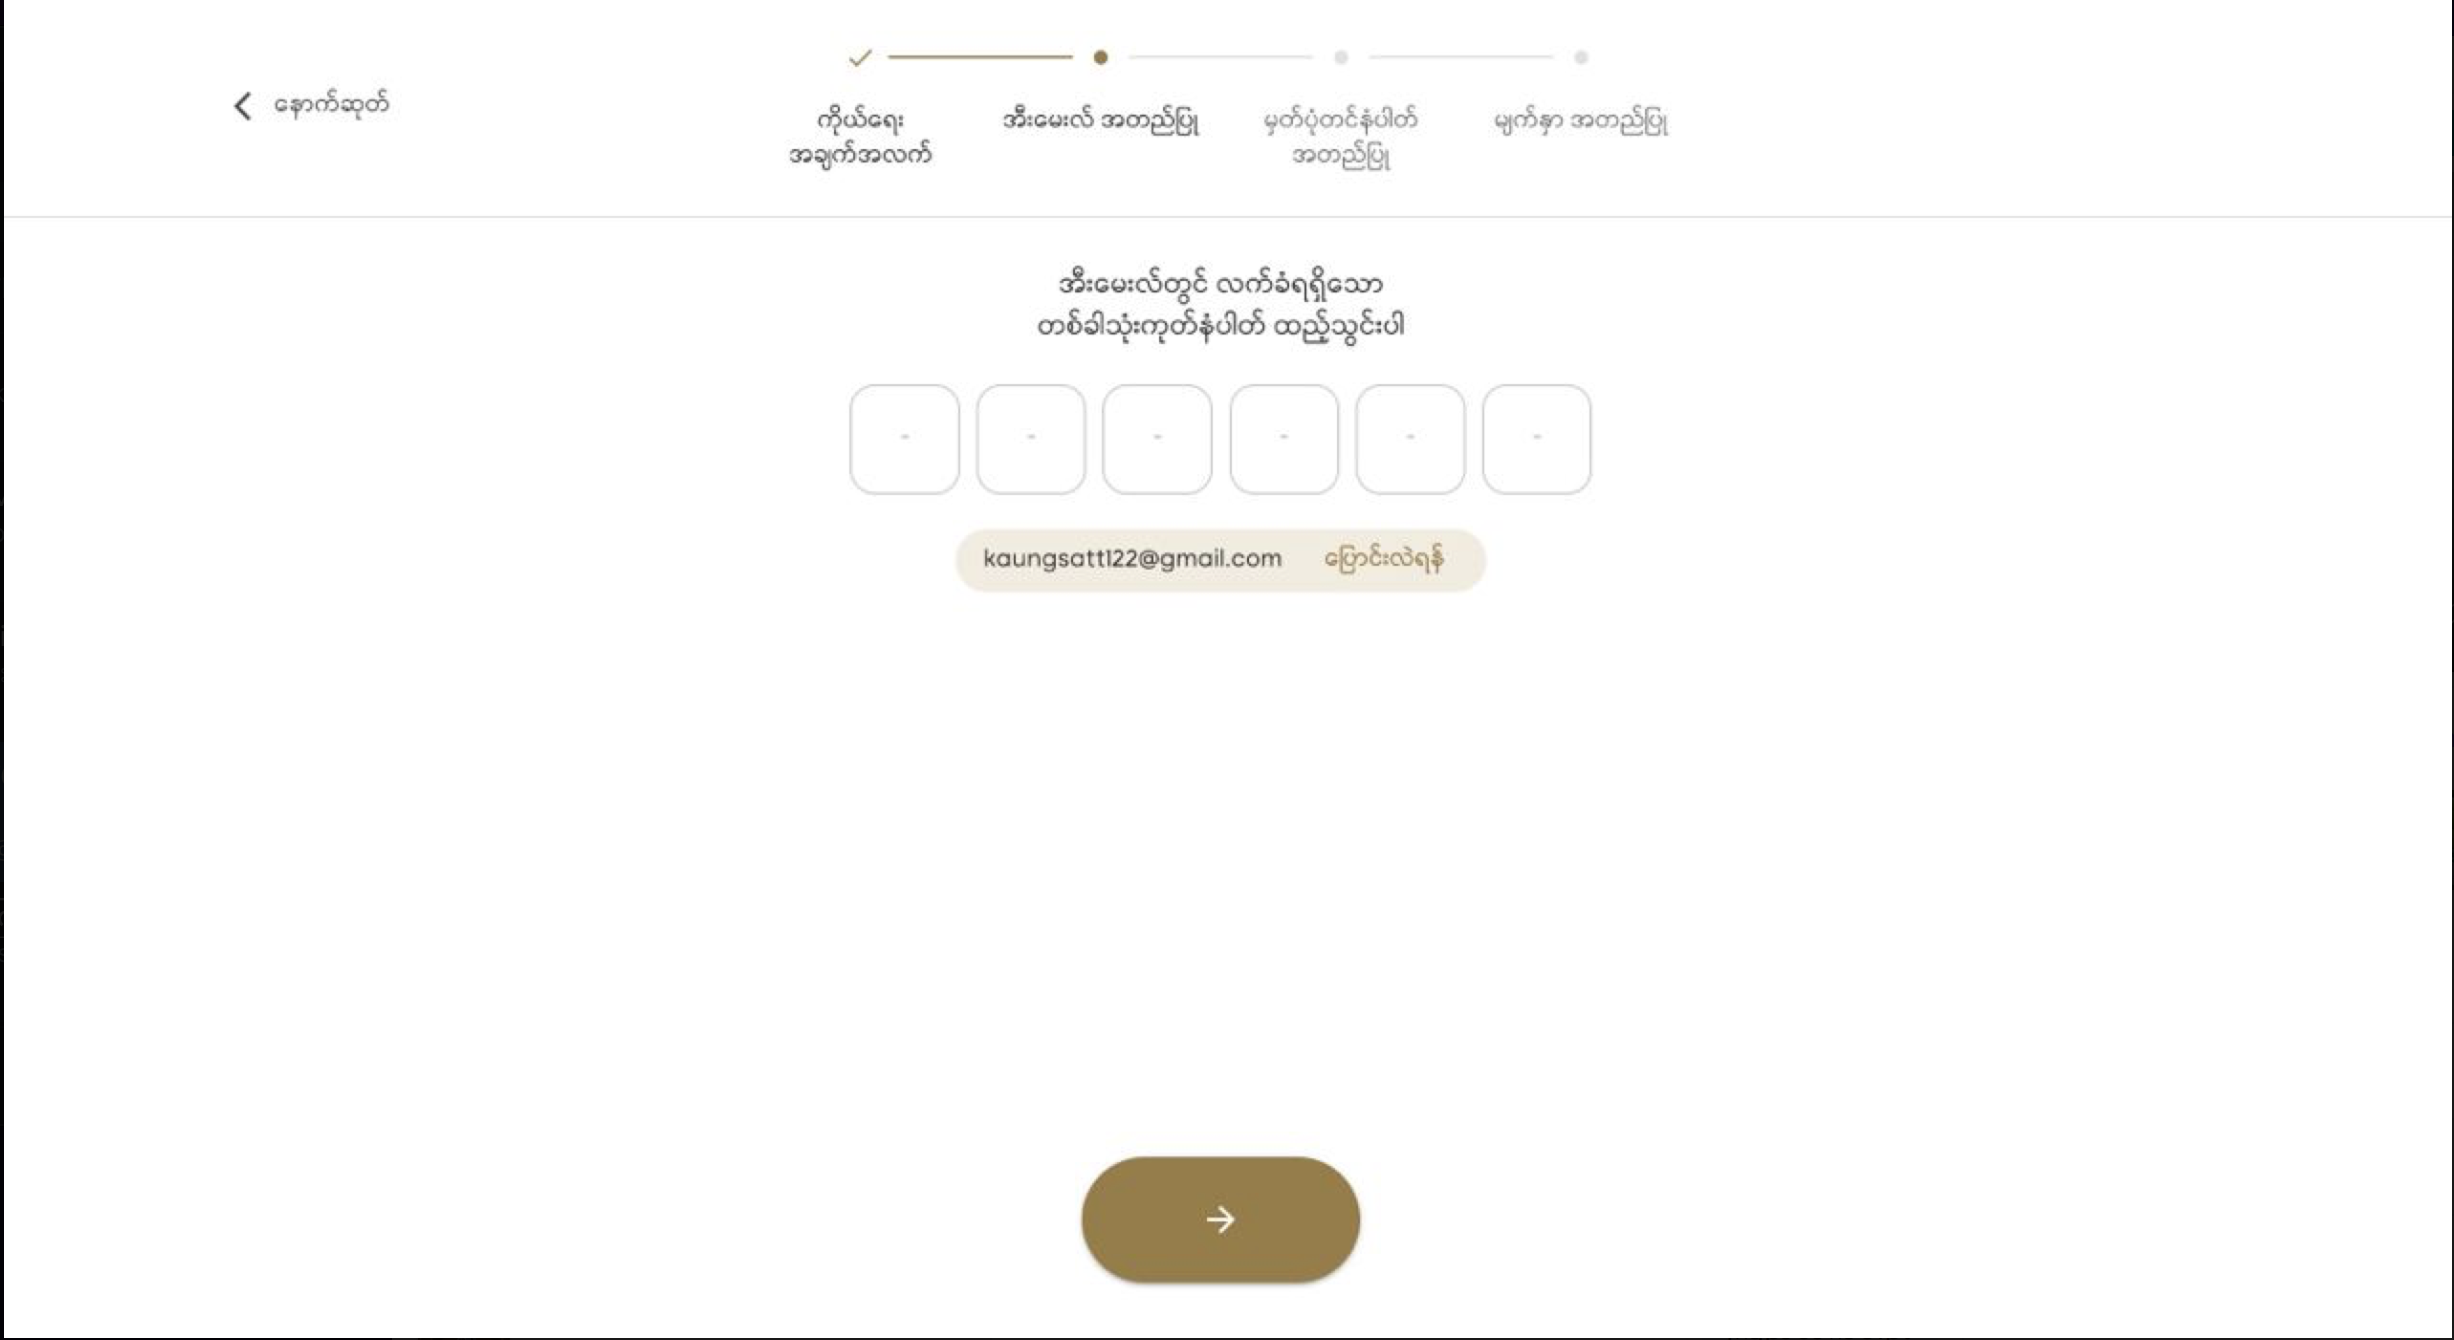 နောက်ဆုတ်
ကိုယ်ရေး
အချက်အလက်
အီးမေးလ် အတည်ပြု
မှတ်ပုံတင်နံပါတ်
အတည်ပြု
မျက်နှာ အတည်ပြု
အီးမေးလ်တွင် လက်ခံရရှိသော
တစ်ခါသုံးကုတ်နံပါတ် ထည့်သွင်းပါ
- - - - - -
kaungsatt122@gmail.com ပြောင်းလဲရန်